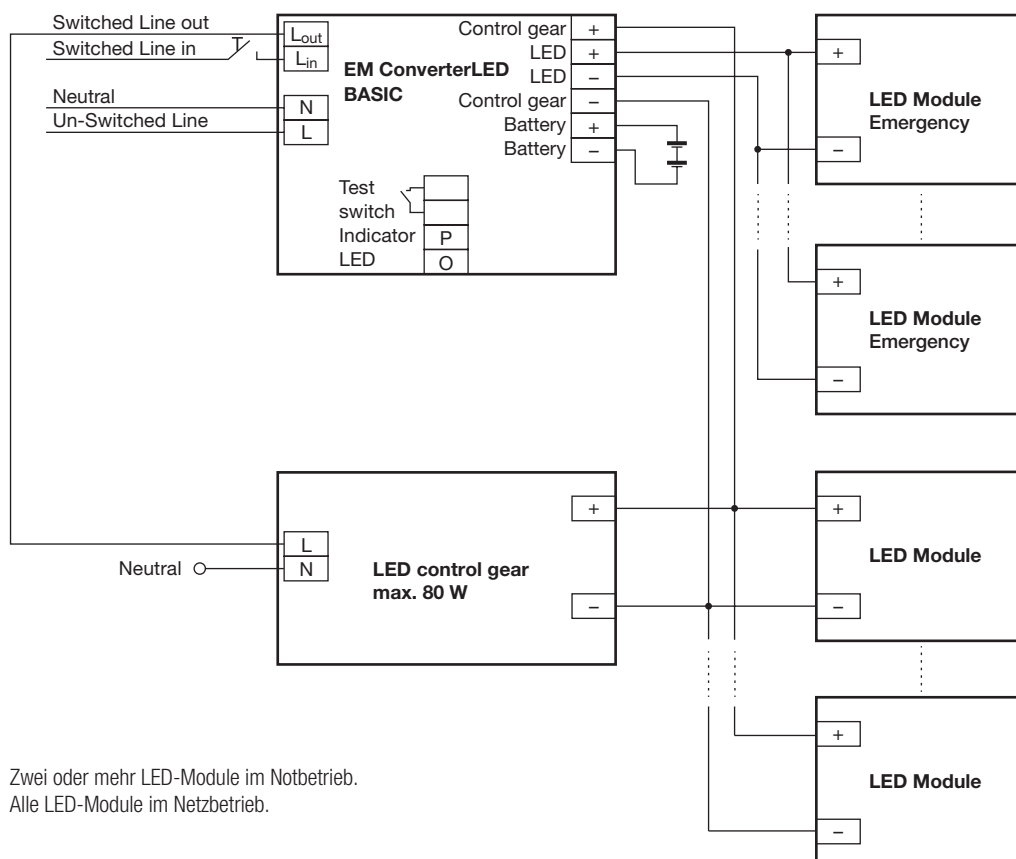 Switched Line out
Switched Line in
Neutral
Un-Switched Line
Lout
Lin
N
L
EM ConverterLED
BASIC
Control gear +
LED +
LED –
Control gear –
Battery +
Battery –
Test
switch
Indicator P
LED O
+
LED Module
Emergency
–
+
LED Module
Emergency
–
L
Neutral N
LED control gear
max. 80 W
+
–
+
LED Module
–
+
LED Module
–
Zwei oder mehr LED-Module im Notbetrieb.
Alle LED-Module im Netzbetrieb.